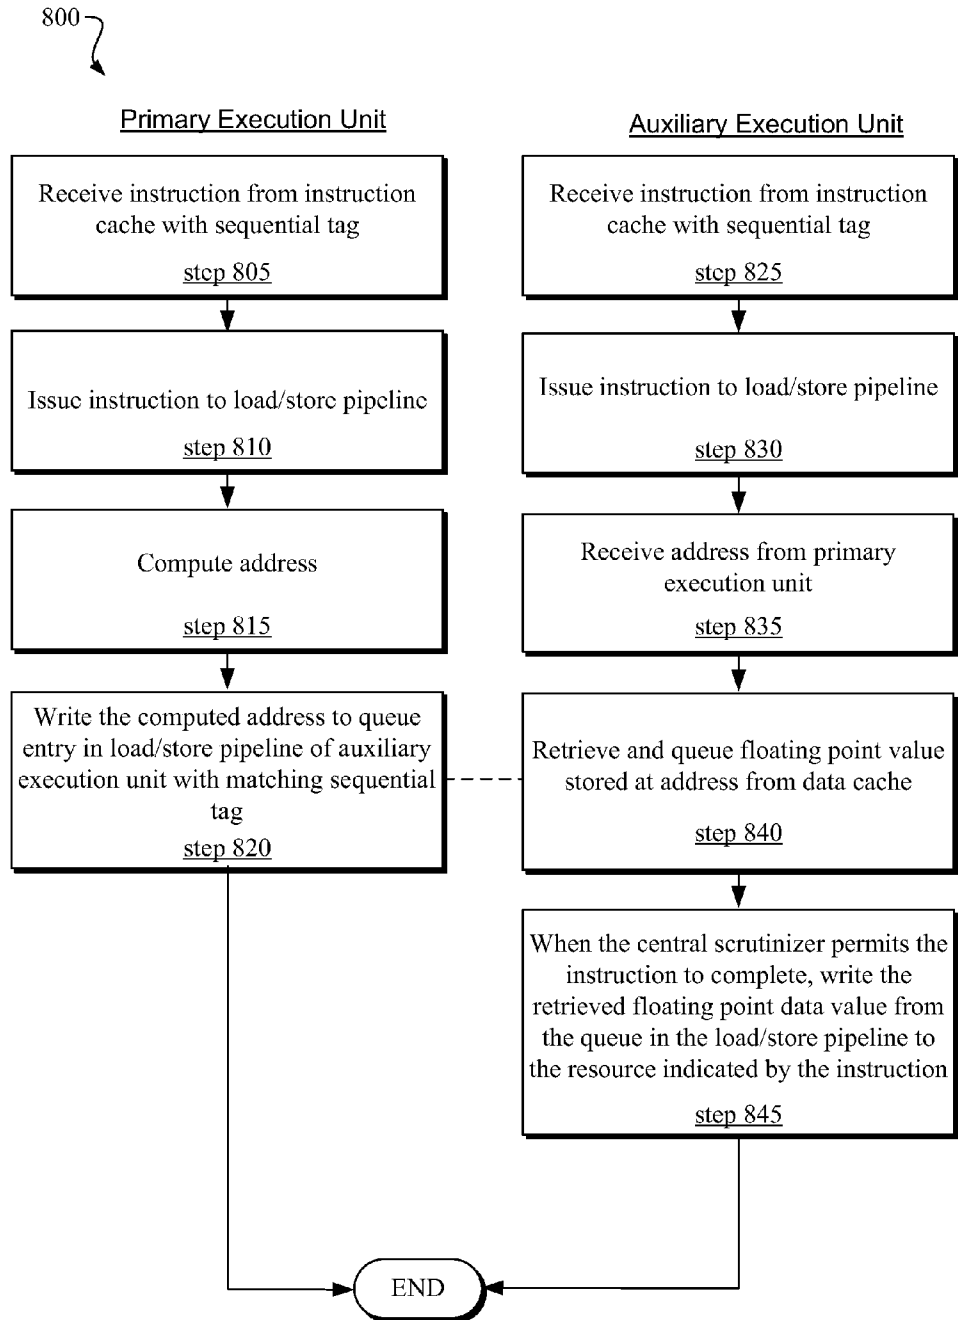 800
Primary Execution Unit
Receive instruction from instruction
cache with sequential tag
step 805
Issue instruction to load/store pipeline
step 810
Compute address
step 815
Write the computed address to queue
entry in load/store pipeline of auxiliary
execution unit with matching sequential
tag
step 820
Auxiliary Execution Unit
Receive instruction from instruction
cache with sequential tag
step 825
Issue instruction to load/store pipeline
step 830
Receive address from primary
execution unit
step 835
Retrieve and queue floating point value
stored at address from data cache
step 840
When the central scrutinizer permits the
instruction to complete, write the
retrieved floating point data value from
the queue in the load/store pipeline to
the resource indicated by the instruction
step 845
END